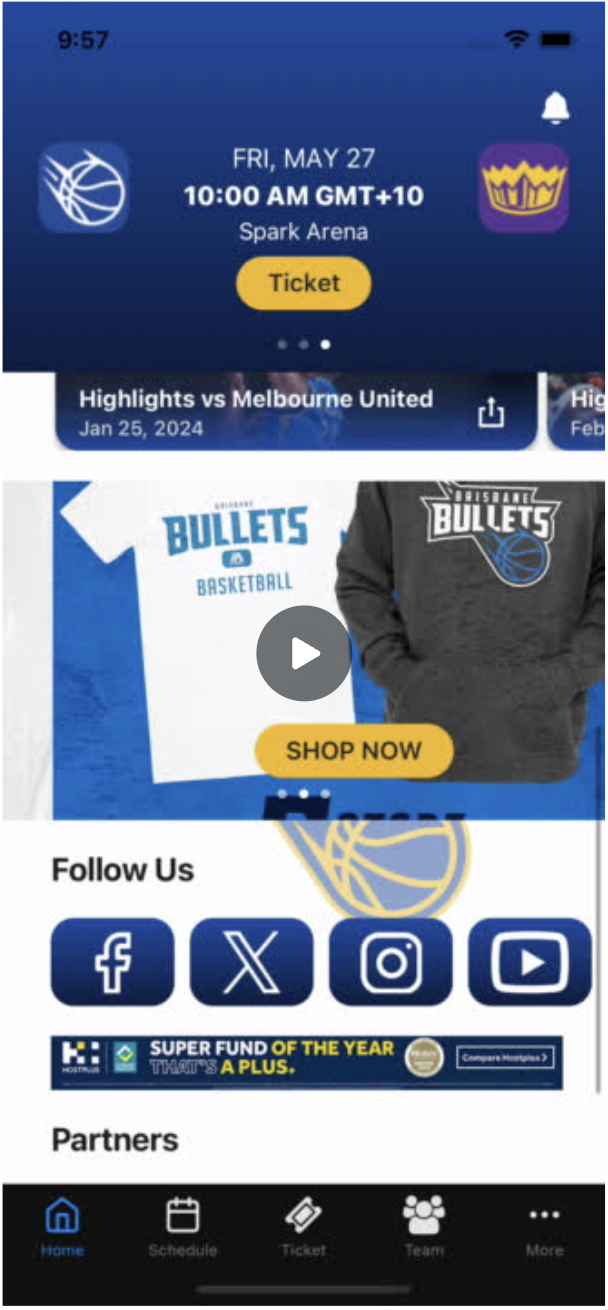 9:57
FRI, MAY 27
10:00 AM GMT+10
Spark Arena
Ticket
Highlights vs Melbourne United
Jan 25, 2024
Hig
Feb
BRISBANE
BULLETS
BASKETBALL
BRISBANE
BULLETS
SHOP NOW
Follow Us
HOSTPLUS
SUPER FUND OF THE YEAR
THAT'S A PLUS.
Compare Hostplus >
Partners
Home
Schedule
Ticket
Team
More